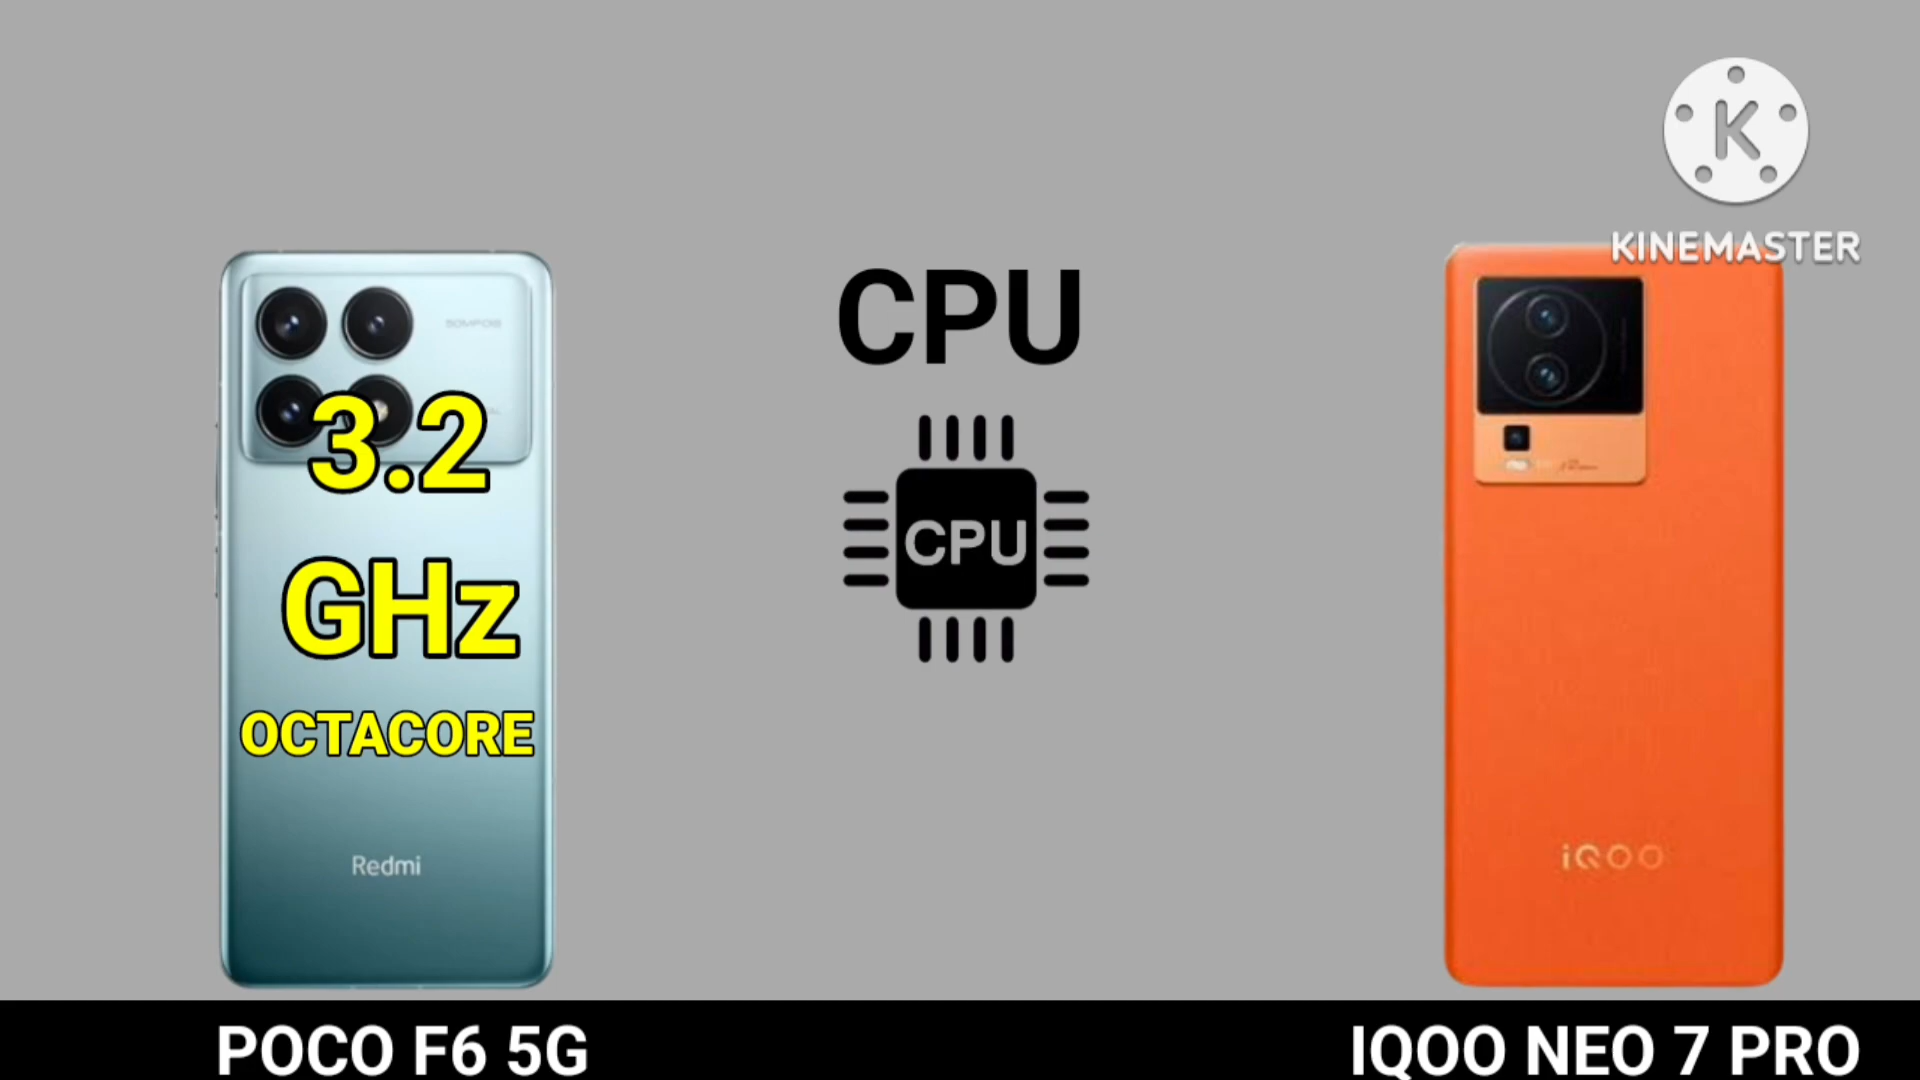 K
KINEMASTER
CPU
3.2
GHz
OCTACORE
CPU
Redmi
iQOO
POCO F6 5G
IQOO NEO 7 PRO